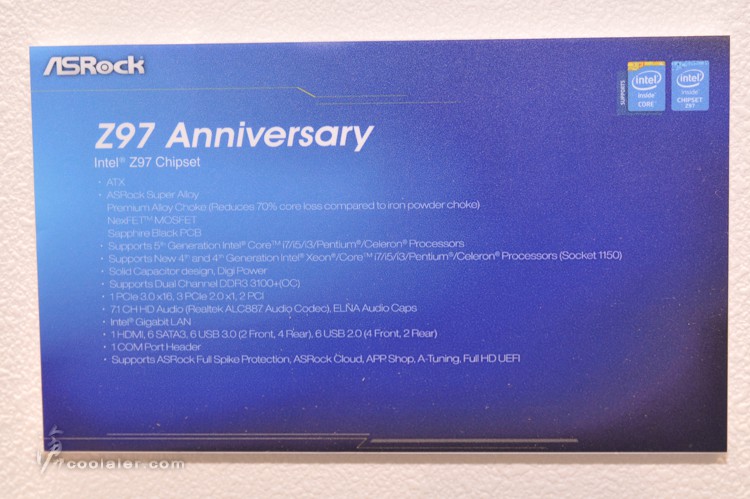 ASRock
SUPPORTS
intel
inside
CORE
intel
inside
CHIPSET
Z97
Z97 Anniversary
Intel® Z97 Chipset
• ATX
• ASRock Super Alloy
Premium Alloy Choke (Reduces 70% core loss compared to iron powder choke)
NexFET™ MOSFET
Sapphire Black PCB
• Supports 5th Generation Intel® Core™ i7/i5/i3/Pentium®/Celeron® Processors
• Supports New 4th and 4th Generation Intel® Xeon®/Core™ i7/i5/i3/Pentium®/Celeron® Processors (Socket 1150)
• Solid Capacitor design, Digi Power
• Supports Dual Channel DDR3 3100+(OC)
• 1 PCIe 3.0 x16, 3 PCIe 2.0 x1, 2 PCI
• 7.1 CH HD Audio (Realtek ALC887 Audio Codec), ELNA Audio Caps
• Intel® Gigabit LAN
• 1 HDMI, 6 SATA3, 6 USB 3.0 (2 Front, 4 Rear), 6 USB 2.0 (4 Front, 2 Rear)
• 1 COM Port Header
• Supports ASRock Full Spike Protection, ASRock Cloud, APP Shop, A-Tuning, Full HD UEFI
coolaler.com